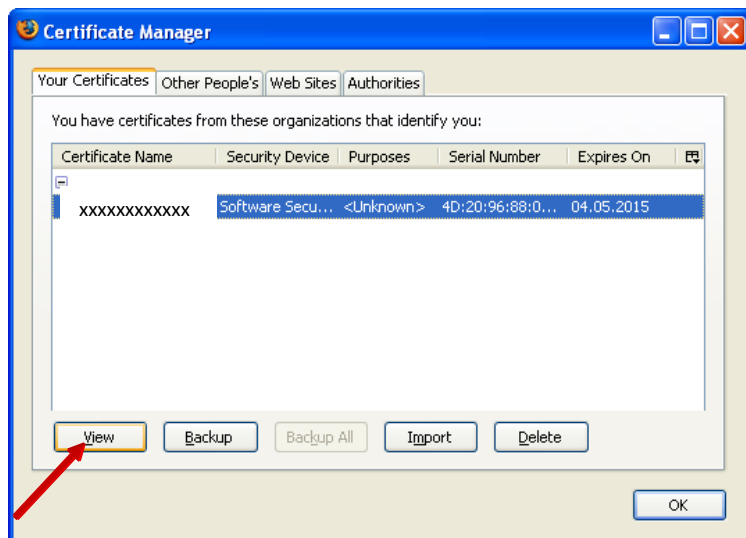 Certificate Manager
Your Certificates Other People's Web Sites Authorities
You have certificates from these organizations that identify you:
Certificate Name Security Device Purposes Serial Number Expires On
xxxxxxxxxxxx Software Secu... <Unknown> 4D:20:96:88:0... 04.05.2015
View Backup Backup All Import Delete
OK